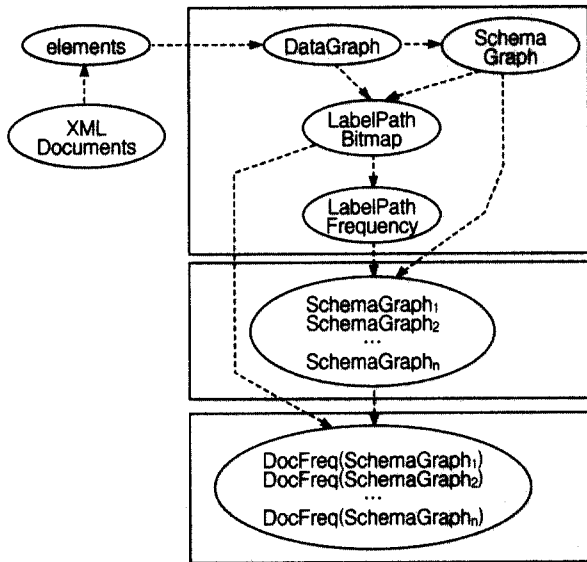 elements
DataGraph
Schema
Graph
XML
Documents
LabelPath
Bitmap
LabelPath
Frequency
SchemaGraph₁
SchemaGraph₂
...
SchemaGraphₙ
DocFreq(SchemaGraph₁)
DocFreq(SchemaGraph₂)
...
DocFreq(SchemaGraphₙ)